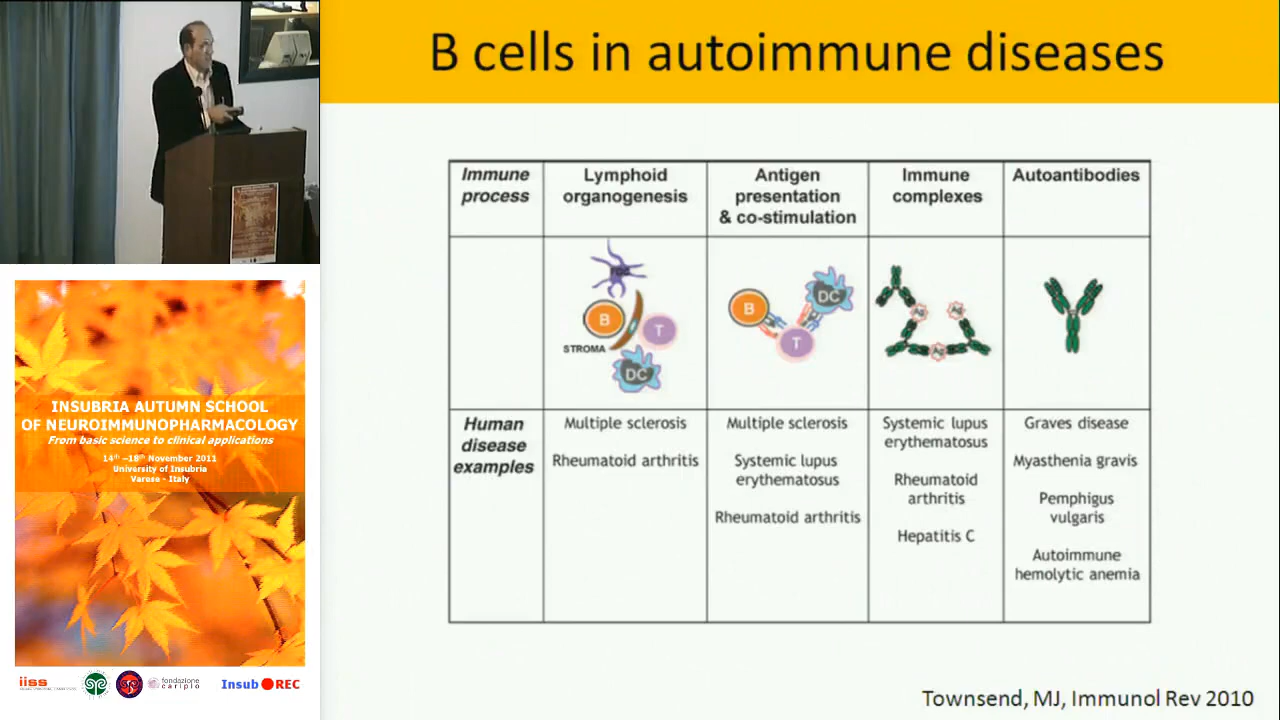 B cells in autoimmune diseases
Immune process
Lymphoid organogenesis
Antigen presentation & co-stimulation
Immune complexes
Autoantibodies
FDC
B
T
STROMA
DC
B
DC
T
Ag
Ag
Ag
Human disease examples
Multiple sclerosis
Rheumatoid arthritis
Multiple sclerosis
Systemic lupus erythematosus
Rheumatoid arthritis
Systemic lupus erythematosus
Rheumatoid arthritis
Hepatitis C
Graves disease
Myasthenia gravis
Pemphigus vulgaris
Autoimmune hemolytic anemia
Townsend, MJ, Immunol Rev 2010
INSUBRIA AUTUMN SCHOOL
OF NEUROIMMUNOPHARMACOLOGY
From basic science to clinical applications
14th –18th November 2011
University of Insubria
Varese - Italy
iiss
fondazione
cariplo
Insub REC